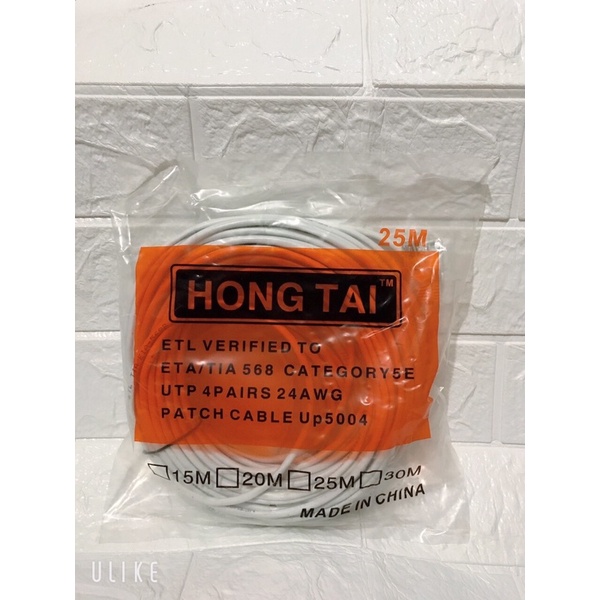 25M
HONG TAI™
ETL VERIFIED TO
ETA/TIA 568 CATEGORY5E
UTP 4PAIRS 24AWG
PATCH CABLE Up5004
15M 20M 25M 30M
MADE IN CHINA
ULIKE